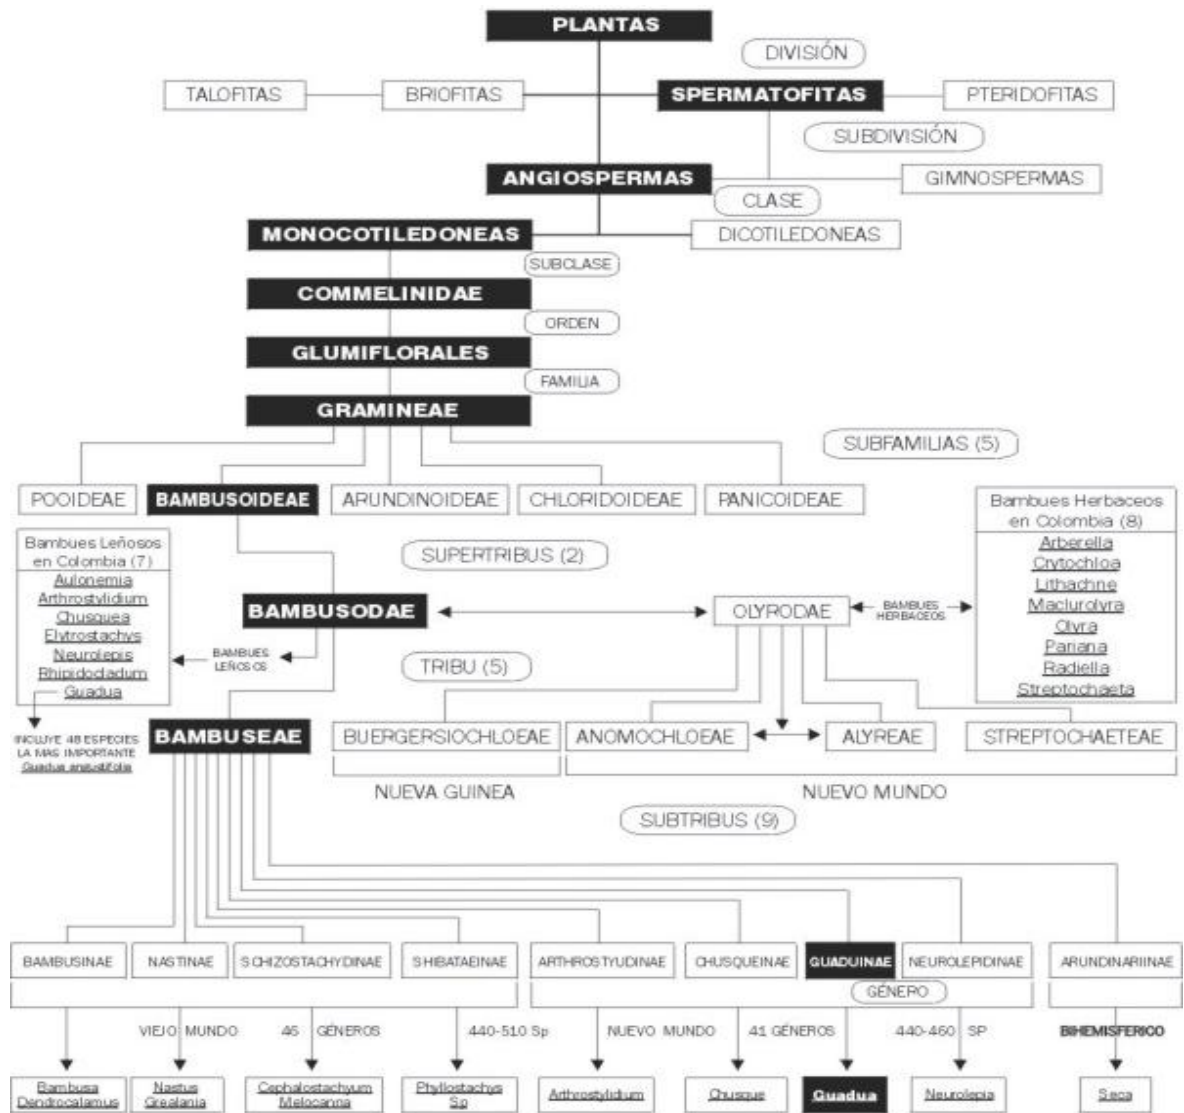 PLANTAS
DIVISIÓN
TALOFITAS
BRIOFITAS
SPERMATOFITAS
PTERIDOFITAS
SUBDIVISIÓN
ANGIOSPERMAS
GIMNOSPERMAS
CLASE
MONOCOTILEDONEAS
DICOTILEDONEAS
SUBCLASE
COMMELINIDAE
ORDEN
GLUMIFLORALES
FAMILIA
GRAMINEAE
SUBFAMILIAS (5)
POOIDEAE
BAMBUSOIDEAE
ARUNDINOIDEAE
CHLORIDOIDEAE
PANICOIDEAE
Bambues Herbaceos
en Colombia (8)
Arberella
Crytochloa
Lithachne
Maclurolyra
Olyra
Pariana
Radiella
Streptochaeta
Bambues Leñosos
en Colombia (7)
Aulonemia
Arthrostylidium
Chusquea
Elytrostachys
Neurolepis
Rhipidocladum
Guadua
SUPERTRIBUS (2)
BAMBUSODAE
OLYRODAE
BAMBUES
HERBACEOS
BAMBUES
LEÑOSOS
TRIBU (5)
INCLUYE 48 ESPECIES
LA MAS IMPORTANTE
Guadua angustifolia
BAMBUSEAE
BUERGERSIOCHLOEAE
ANOMOCHLOEAE
ALYREAE
STREPTOCHAETEAE
NUEVA GUINEA
NUEVO MUNDO
SUBTRIBUS (9)
BAMBUSINAE
NASTINAE
SCHIZOSTACHYDINAE
SHIBATAEINAE
ARTHROSTYUDINAE
CHUSQUEINAE
GUADUINAE
NEUROLEPIDINAE
ARUNDINARIINAE
GÉNERO
VIEJO MUNDO
46 GÉNEROS
440-510 Sp
NUEVO MUNDO
41 GÉNEROS
440-460 SP
BIHEMISFERICO
Bambusa
Dendrocalamus
Nastus
Grealania
Cephalostachyum
Melocanna
Phyllostachys
Sp
Arthrostylidium
Chusque
Guadua
Neurolepia
Seca